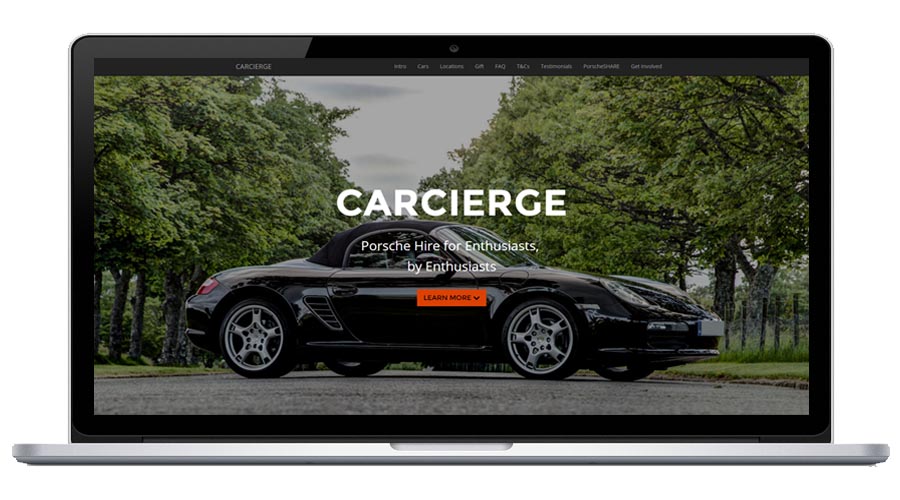 CARCIERGE Intro Cars Locations Gift FAQ T&Cs Testimonials PorscheSHARE Get Involved
CARCIERGE
Porsche Hire for Enthusiasts,
by Enthusiasts
LEARN MORE